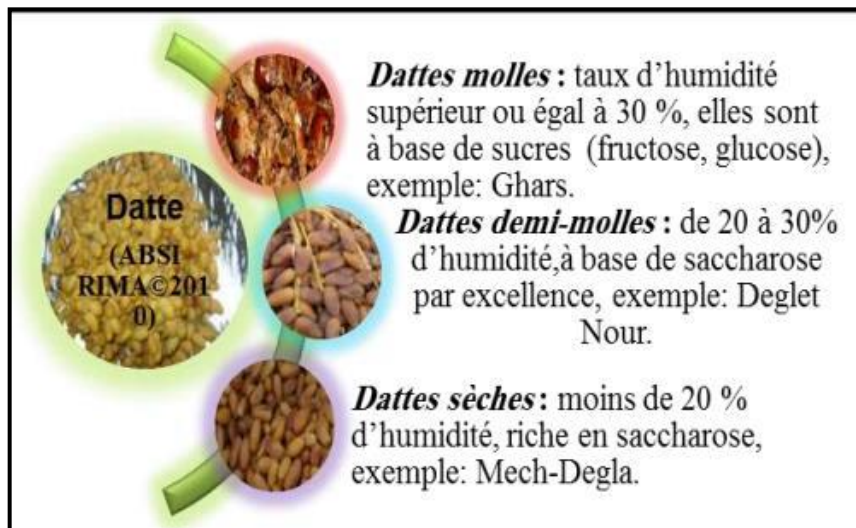 Datte
(ABSI
RIMA©201
0)
Dattes molles : taux d’humidité
supérieur ou égal à 30 %, elles sont
à base de sucres (fructose, glucose),
exemple: Ghars.
Dattes demi-molles : de 20 à 30%
d’humidité,à base de saccharose
par excellence, exemple: Deglet
Nour.
Dattes sèches : moins de 20 %
d’humidité, riche en saccharose,
exemple: Mech-Degla.